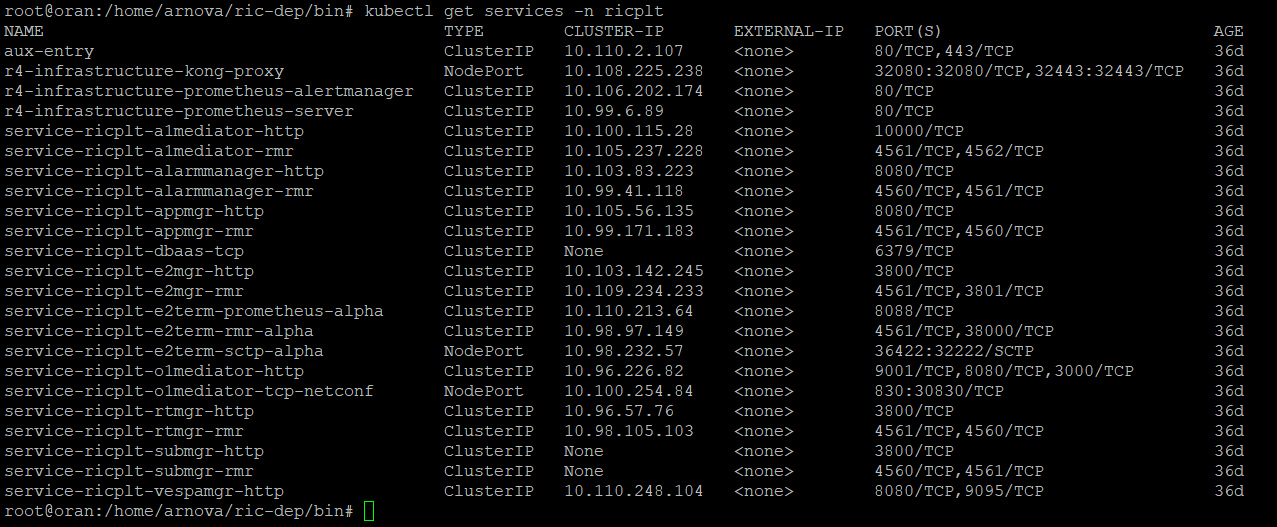 root@oran:/home/arnova/ric-dep/bin# kubectl get services -n ricplt
NAME TYPE CLUSTER-IP EXTERNAL-IP PORT(S) AGE
aux-entry ClusterIP 10.110.2.107 <none> 80/TCP,443/TCP 36d
r4-infrastructure-kong-proxy NodePort 10.108.225.238 <none> 32080:32080/TCP,32443:32443/TCP 36d
r4-infrastructure-prometheus-alertmanager ClusterIP 10.106.202.174 <none> 80/TCP 36d
r4-infrastructure-prometheus-server ClusterIP 10.99.6.89 <none> 80/TCP 36d
service-ricplt-a1mediator-http ClusterIP 10.100.115.28 <none> 10000/TCP 36d
service-ricplt-a1mediator-rmr ClusterIP 10.105.237.228 <none> 4561/TCP,4562/TCP 36d
service-ricplt-alarmmanager-http ClusterIP 10.103.83.223 <none> 8080/TCP 36d
service-ricplt-alarmmanager-rmr ClusterIP 10.99.41.118 <none> 4560/TCP,4561/TCP 36d
service-ricplt-appmgr-http ClusterIP 10.105.56.135 <none> 8080/TCP 36d
service-ricplt-appmgr-rmr ClusterIP 10.99.171.183 <none> 4561/TCP,4560/TCP 36d
service-ricplt-dbaas-tcp ClusterIP None <none> 6379/TCP 36d
service-ricplt-e2mgr-http ClusterIP 10.103.142.245 <none> 3800/TCP 36d
service-ricplt-e2mgr-rmr ClusterIP 10.109.234.233 <none> 4561/TCP,3801/TCP 36d
service-ricplt-e2term-prometheus-alpha ClusterIP 10.110.213.64 <none> 8088/TCP 36d
service-ricplt-e2term-rmr-alpha ClusterIP 10.98.97.149 <none> 4561/TCP,38000/TCP 36d
service-ricplt-e2term-sctp-alpha NodePort 10.98.232.57 <none> 36422:32222/SCTP 36d
service-ricplt-o1mediator-http ClusterIP 10.96.226.82 <none> 9001/TCP,8080/TCP,3000/TCP 36d
service-ricplt-o1mediator-tcp-netconf NodePort 10.100.254.84 <none> 830:30830/TCP 36d
service-ricplt-rtmgr-http ClusterIP 10.96.57.76 <none> 3800/TCP 36d
service-ricplt-rtmgr-rmr ClusterIP 10.98.105.103 <none> 4561/TCP,4560/TCP 36d
service-ricplt-submgr-http ClusterIP None <none> 3800/TCP 36d
service-ricplt-submgr-rmr ClusterIP None <none> 4560/TCP,4561/TCP 36d
service-ricplt-vespamgr-http ClusterIP 10.110.248.104 <none> 8080/TCP,9095/TCP 36d
root@oran:/home/arnova/ric-dep/bin#